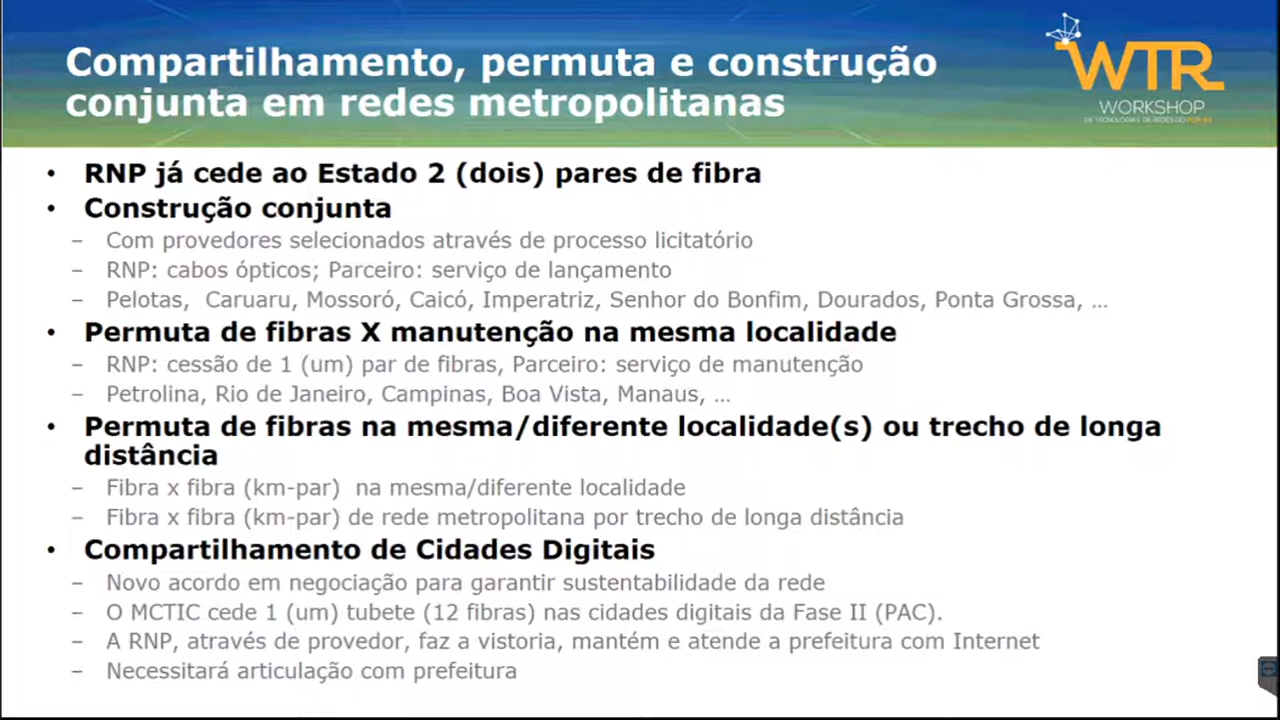 Compartilhamento, permuta e construção
conjunta em redes metropolitanas
WTR
WORKSHOP
DE TECNOLOGIA E DE REDES DO POP-BA
• RNP já cede ao Estado 2 (dois) pares de fibra
• Construção conjunta
– Com provedores selecionados através de processo licitatório
– RNP: cabos ópticos; Parceiro: serviço de lançamento
– Pelotas, Caruaru, Mossoró, Caicó, Imperatriz, Senhor do Bonfim, Dourados, Ponta Grossa, …
• Permuta de fibras X manutenção na mesma localidade
– RNP: cessão de 1 (um) par de fibras, Parceiro: serviço de manutenção
– Petrolina, Rio de Janeiro, Campinas, Boa Vista, Manaus, …
• Permuta de fibras na mesma/diferente localidade(s) ou trecho de longa
distância
– Fibra x fibra (km-par) na mesma/diferente localidade
– Fibra x fibra (km-par) de rede metropolitana por trecho de longa distância
• Compartilhamento de Cidades Digitais
– Novo acordo em negociação para garantir sustentabilidade da rede
– O MCTIC cede 1 (um) tubete (12 fibras) nas cidades digitais da Fase II (PAC).
– A RNP, através de provedor, faz a vistoria, mantém e atende a prefeitura com Internet
– Necessitará articulação com prefeitura